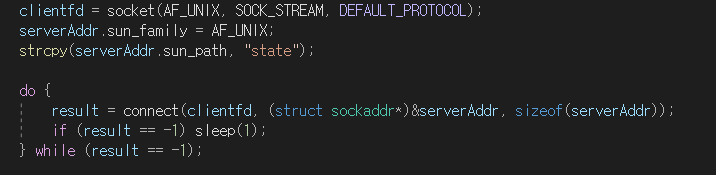 clientfd = socket(AF_UNIX, SOCK_STREAM, DEFAULT_PROTOCOL);
serverAddr.sun_family = AF_UNIX;
strcpy(serverAddr.sun_path, "state");
do {
result = connect(clientfd, (struct sockaddr*)&serverAddr, sizeof(serverAddr));
if (result == -1) sleep(1);
} while (result == -1);